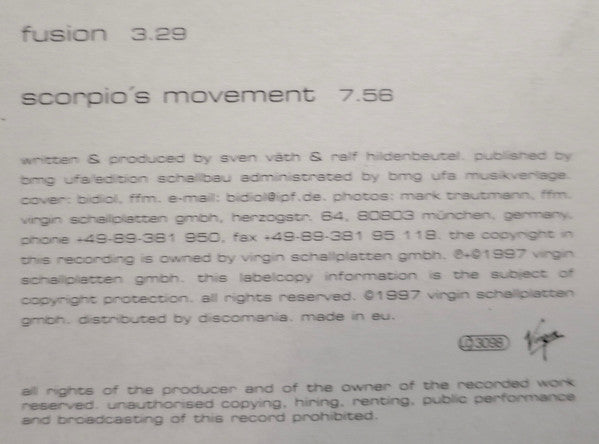 fusion 3.29
scorpio´s movement 7.56
written & produced by sven väth & ralf hildenbeutel. published by
bmg ufa/edition schallbau administrated by bmg ufa musikverlage.
cover: bidiol, ffm. e-mail: bidiol@ipf.de. photos: mark trautmann, ffm.
virgin schallplatten gmbh, herzogstr. 64, 80803 münchen, germany,
phone +49-89-381 950, fax +49-89-381 95 118. the copyright in
this recording is owned by virgin schallplatten gmbh. ℗+©1997 virgin
schallplatten gmbh. this labelcopy information is the subject of
copyright protection. all rights reserved. ©1997 virgin schallplatten
gmbh. distributed by discomania. made in eu.
LC 3098 Virgin
all rights of the producer and of the owner of the recorded work
reserved. unauthorised copying, hiring, renting, public performance
and broadcasting of this record prohibited.